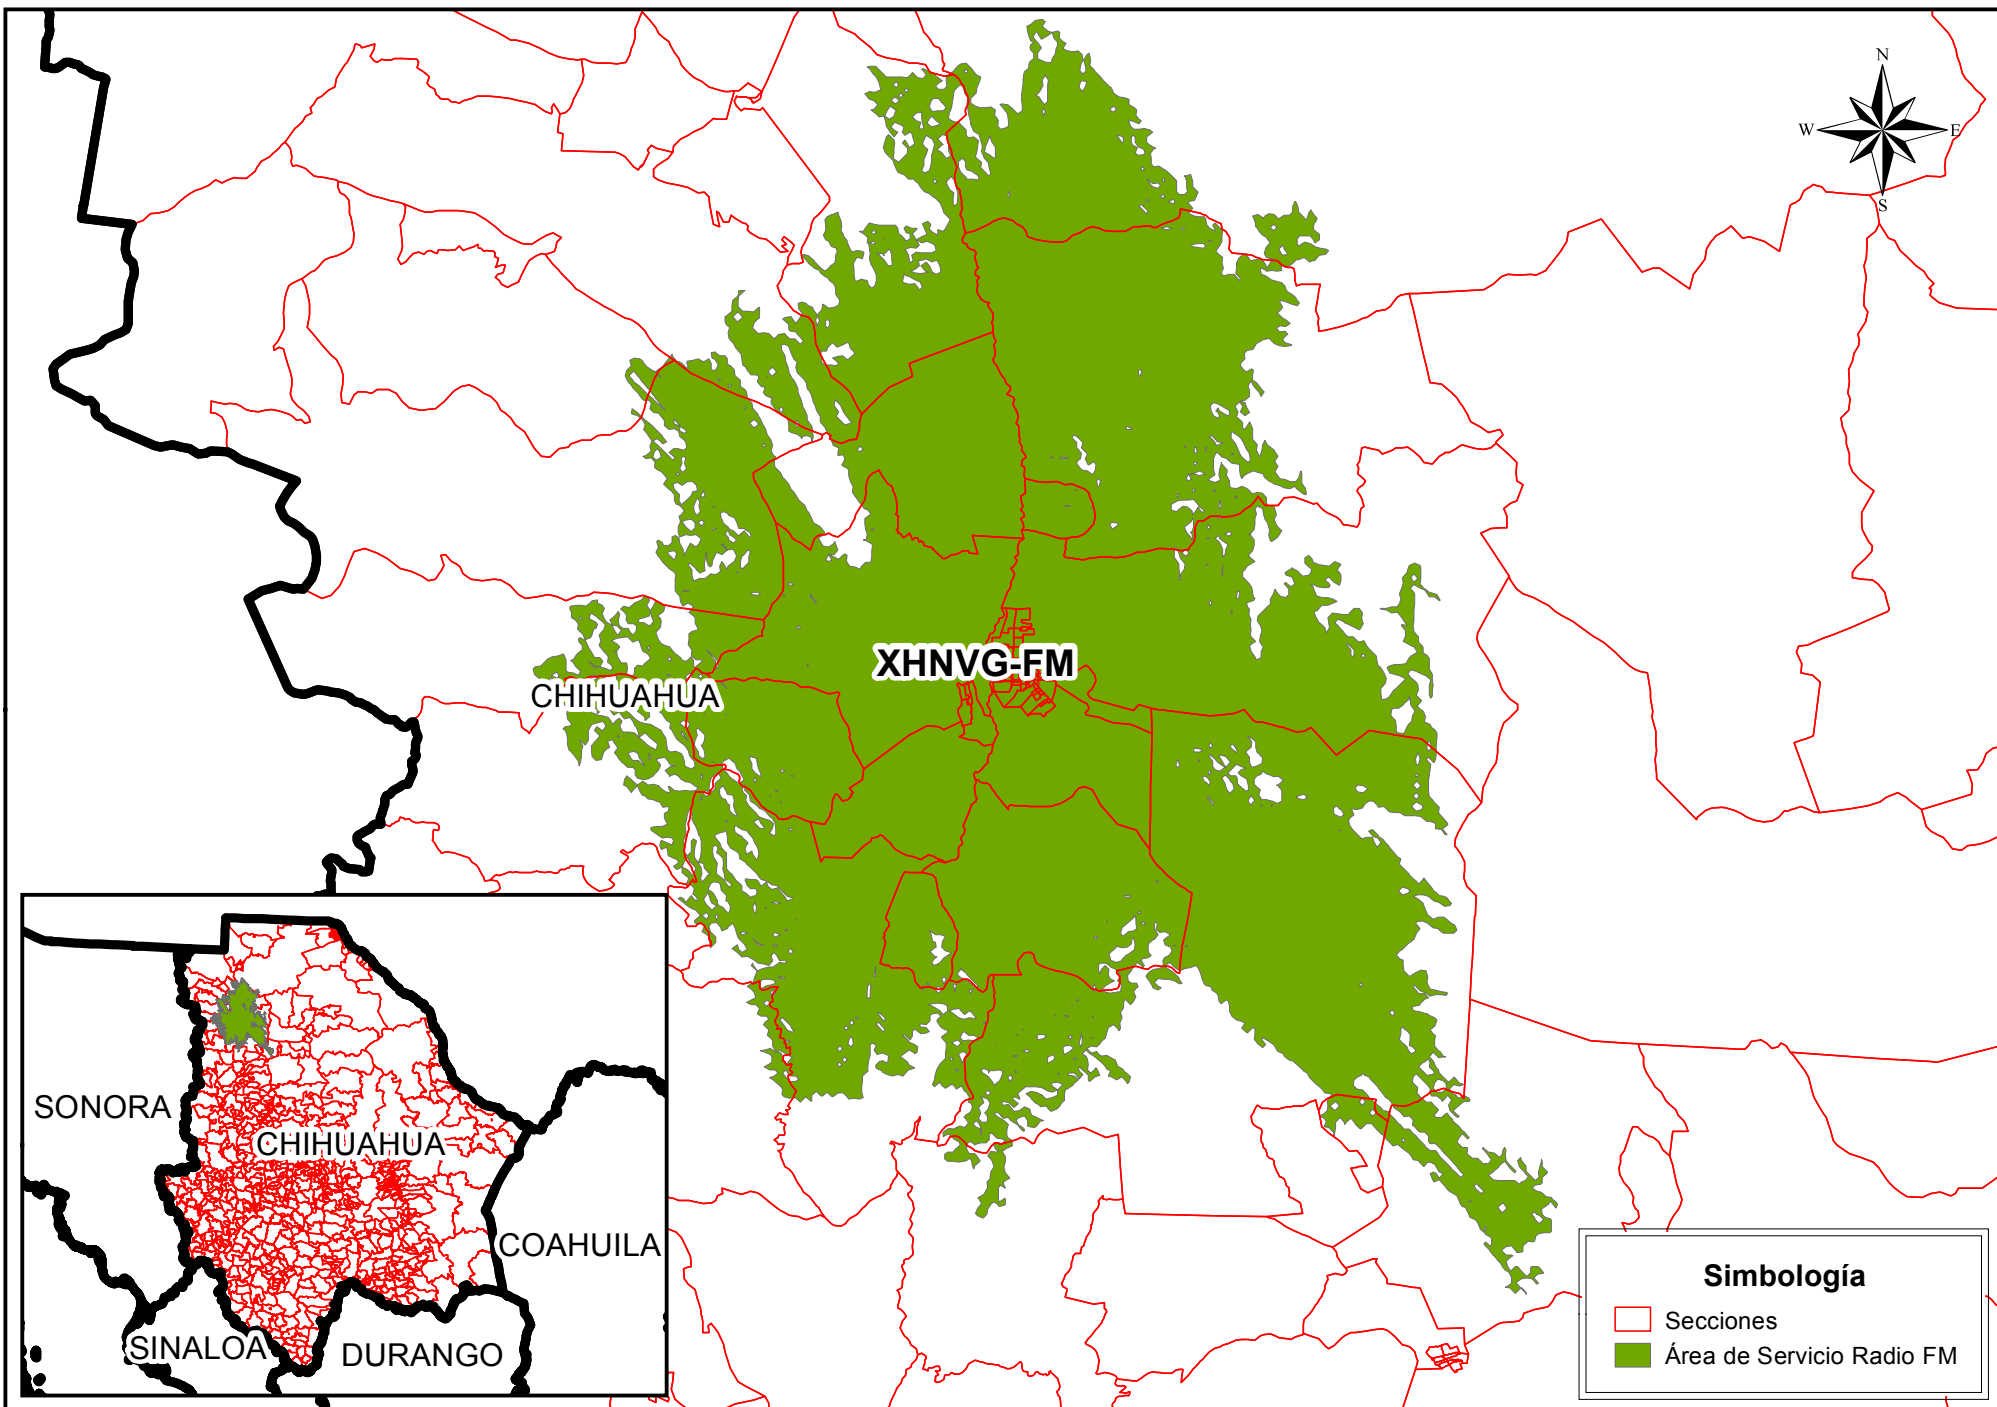 N
W E
S
XHNVG-FM
CHIHUAHUA
SONORA
CHIHUAHUA
COAHUILA
SINALOA
DURANGO
Simbología
Secciones
Área de Servicio Radio FM